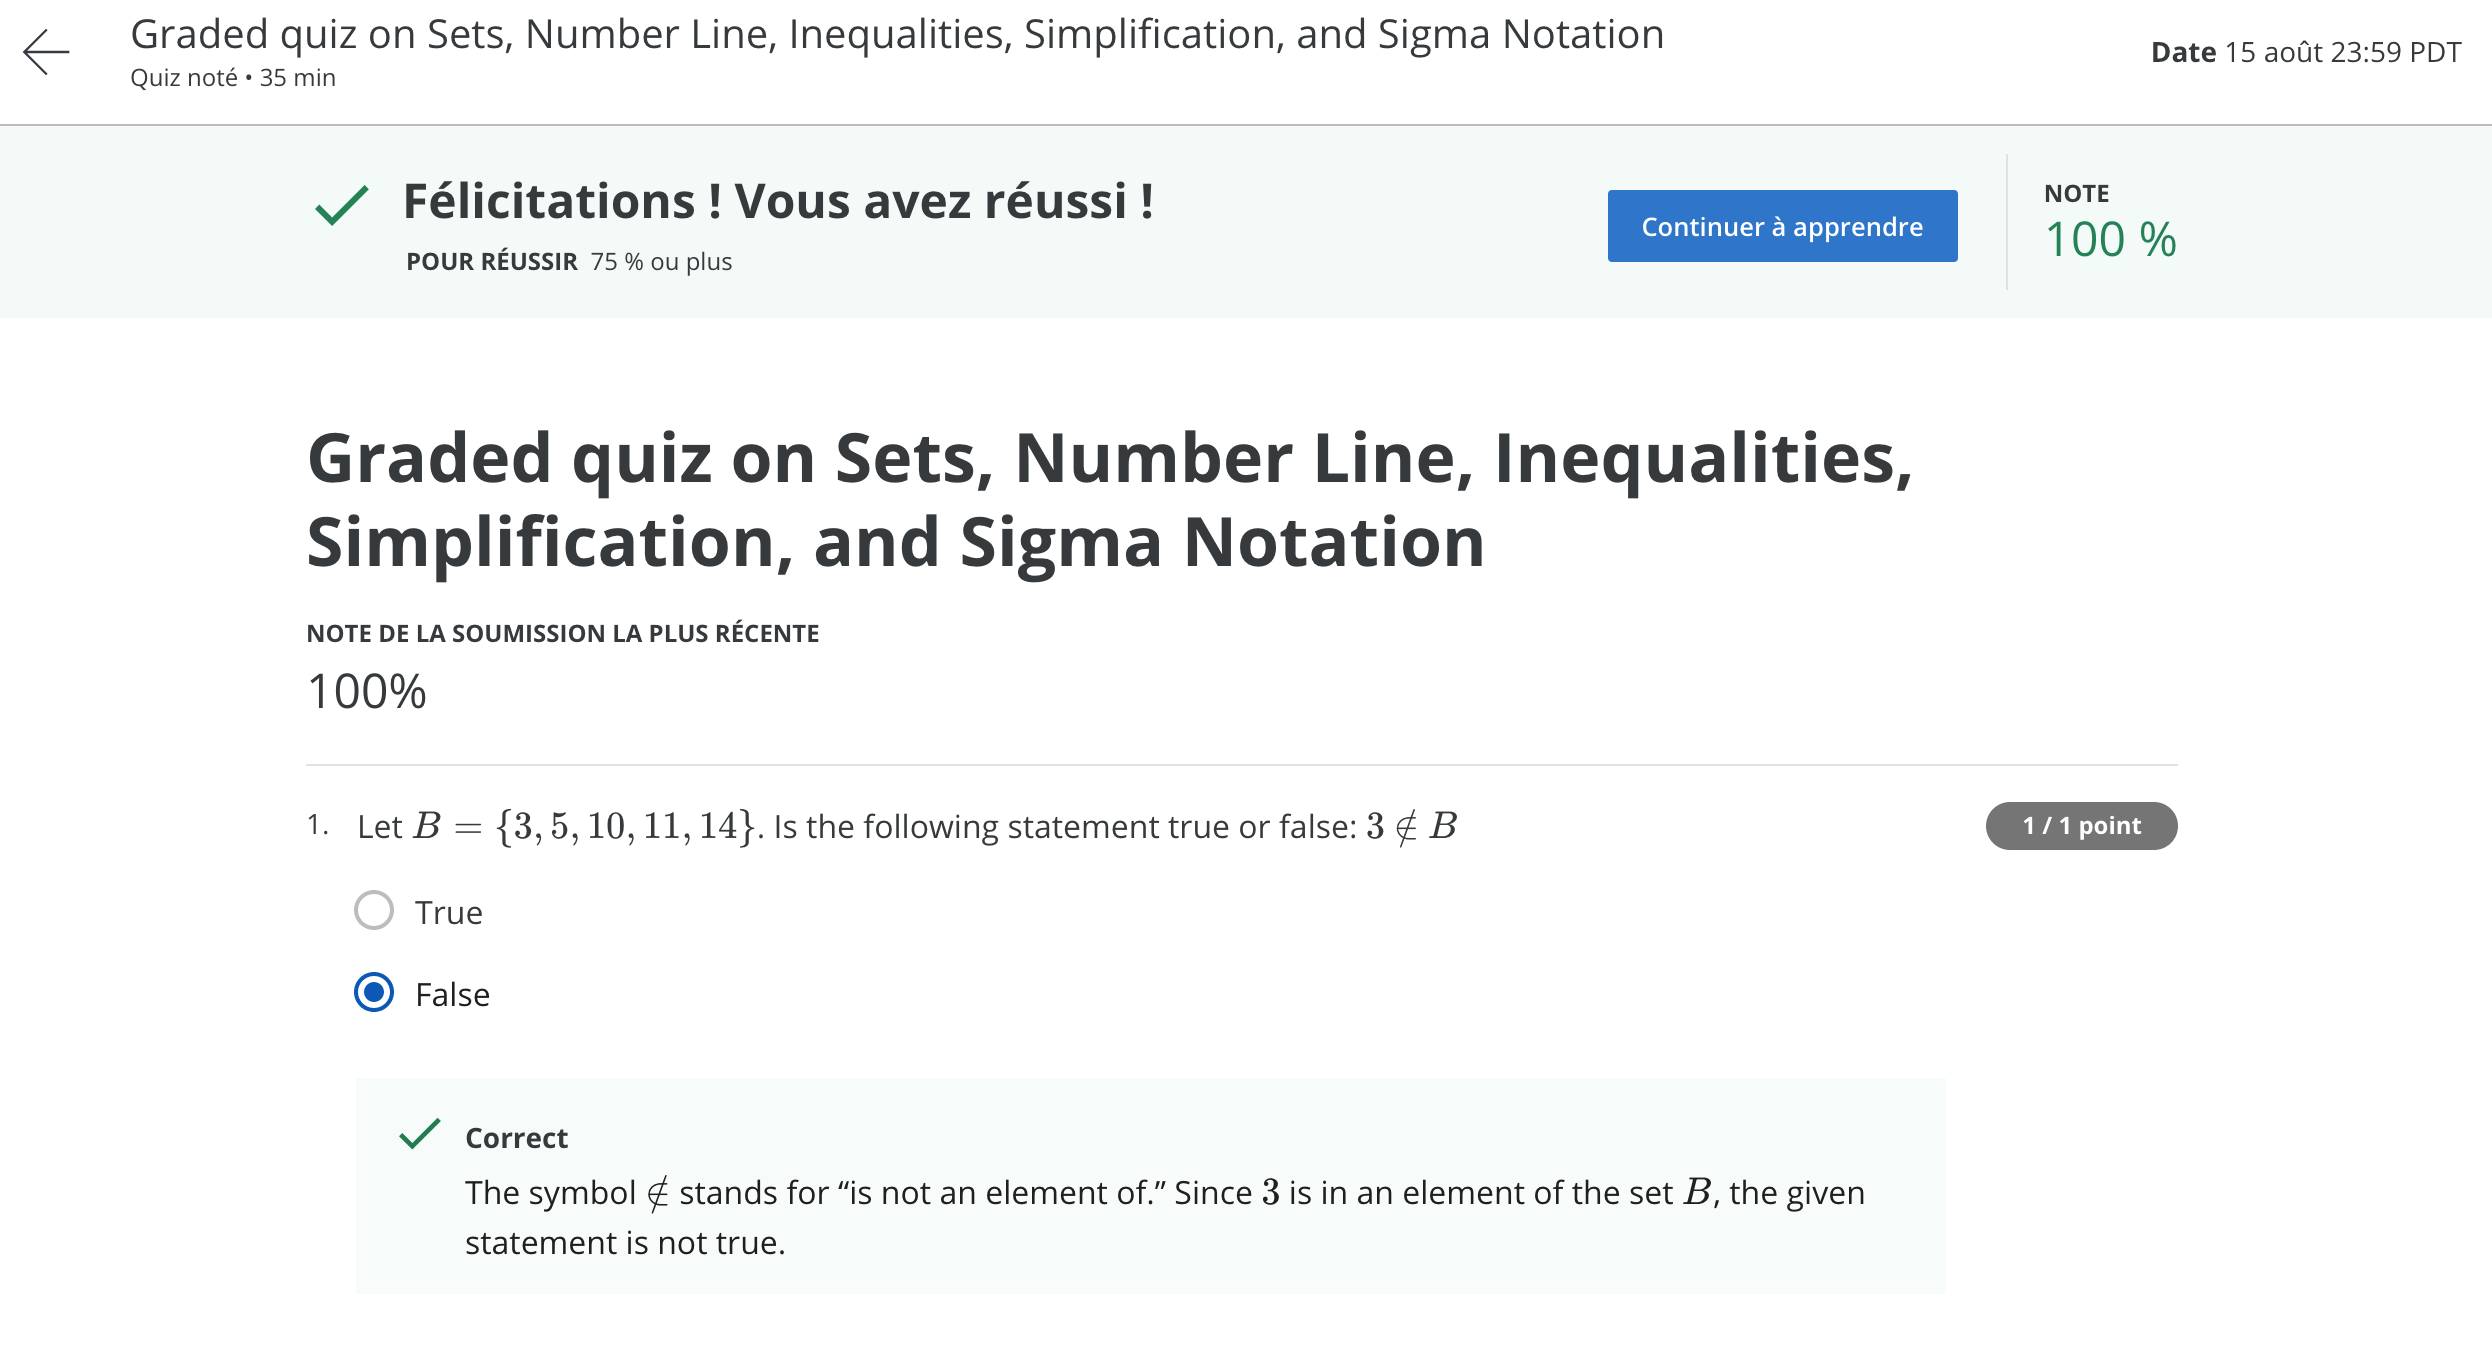 Graded quiz on Sets, Number Line, Inequalities, Simplification, and Sigma Notation
Quiz noté • 35 min
Date 15 août 23:59 PDT
Félicitations ! Vous avez réussi !
POUR RÉUSSIR 75 % ou plus
Continuer à apprendre
NOTE
100 %
Graded quiz on Sets, Number Line, Inequalities,
Simplification, and Sigma Notation
NOTE DE LA SOUMISSION LA PLUS RÉCENTE
100%
1. Let B = {3, 5, 10, 11, 14}. Is the following statement true or false: 3 ∉ B
1 / 1 point
True
False
Correct
The symbol ∉ stands for “is not an element of.” Since 3 is in an element of the set B, the given
statement is not true.